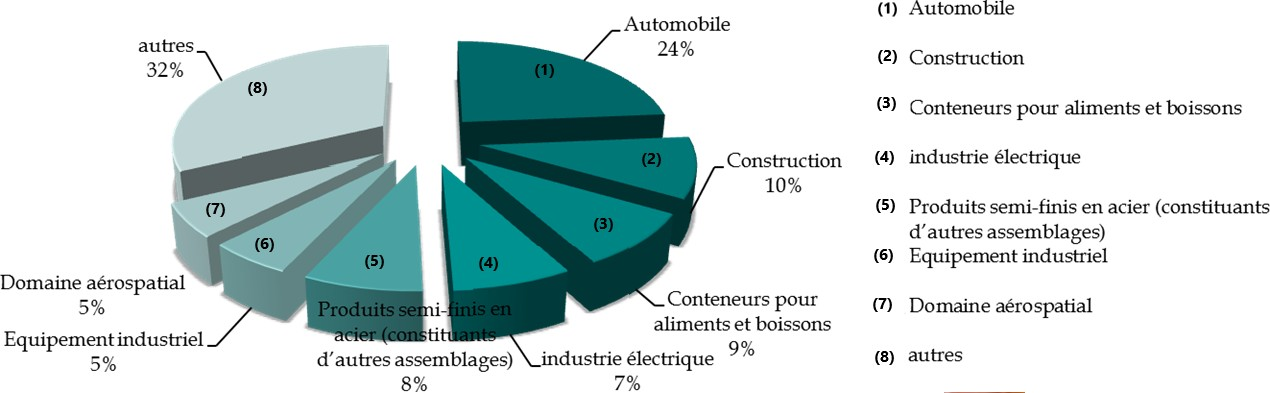 autres
32%
(8)
(1)
Automobile
24%
(2)
Construction
10%
(3)
Conteneurs pour
aliments et boissons
9%
(4)
industrie électrique
7%
(5)
Produits semi-finis en
acier (constituants
d'autres assemblages)
8%
(6)
Equipement industriel
5%
(7)
Domaine aérospatial
5%
(1) Automobile
(2) Construction
(3) Conteneurs pour aliments et boissons
(4) industrie électrique
(5) Produits semi-finis en acier (constituants
d'autres assemblages)
(6) Equipement industriel
(7) Domaine aérospatial
(8) autres